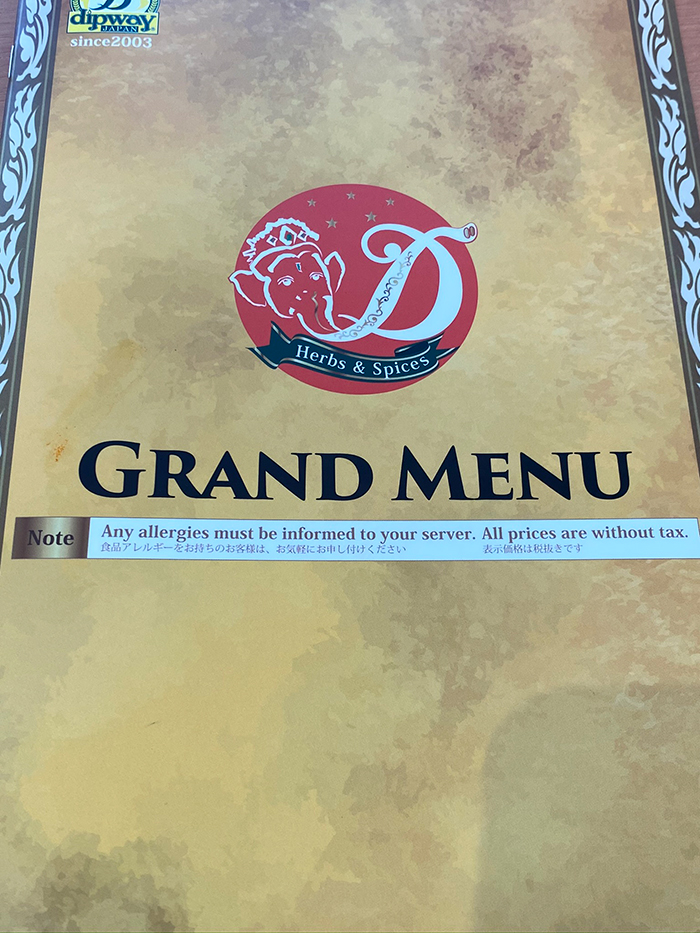 dipway
JAPAN
since2003
D
Herbs & Spices
GRAND MENU
Note
Any allergies must be informed to your server. All prices are without tax.
食品アレルギーをお持ちのお客様は、お気軽にお申し付けください 表示価格は税抜きです